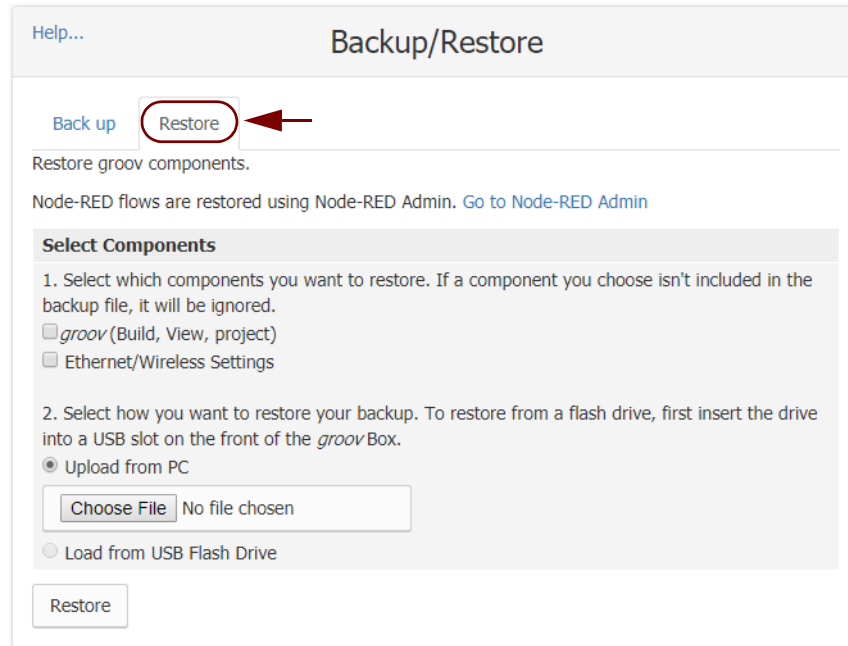 Help...
Backup/Restore
Back up
Restore
Restore groov components.
Node-RED flows are restored using Node-RED Admin. Go to Node-RED Admin
Select Components
1. Select which components you want to restore. If a component you choose isn't included in the
backup file, it will be ignored.
groov (Build, View, project)
Ethernet/Wireless Settings
2. Select how you want to restore your backup. To restore from a flash drive, first insert the drive
into a USB slot on the front of the groov Box.
Upload from PC
Choose File No file chosen
Load from USB Flash Drive
Restore